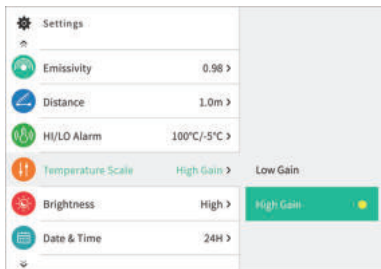 Settings
Emissivity 0.98 >
Distance 1.0m >
HI/LO Alarm 100°C/-5°C >
Temperature Scale High Gain > Low Gain
Brightness High > High Gain
Date & Time 24H >